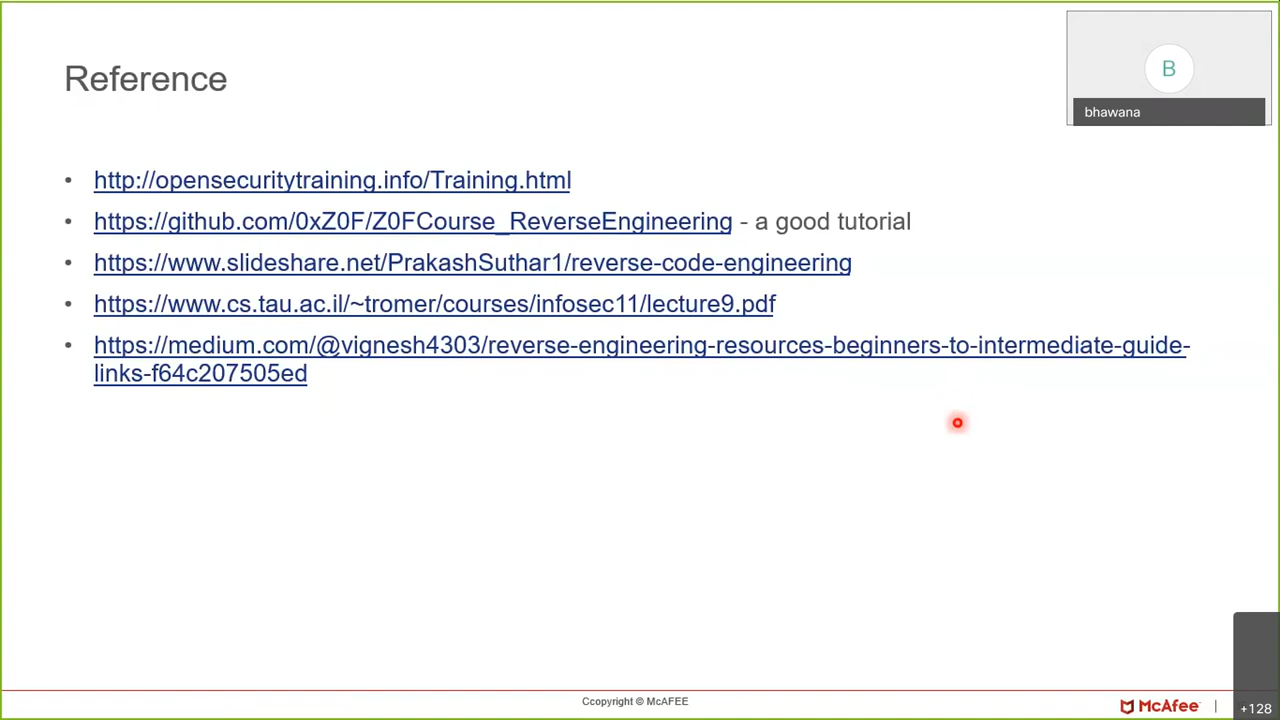 Reference
B
bhawana
• http://opensecuritytraining.info/Training.html
• https://github.com/0xZ0F/Z0FCourse_ReverseEngineering - a good tutorial
• https://www.slideshare.net/PrakashSuthar1/reverse-code-engineering
• https://www.cs.tau.ac.il/~tromer/courses/infosec11/lecture9.pdf
• https://medium.com/@vignesh4303/reverse-engineering-resources-beginners-to-intermediate-guide-
links-f64c207505ed
Ccopyright © McAFEE
McAfee |
+128